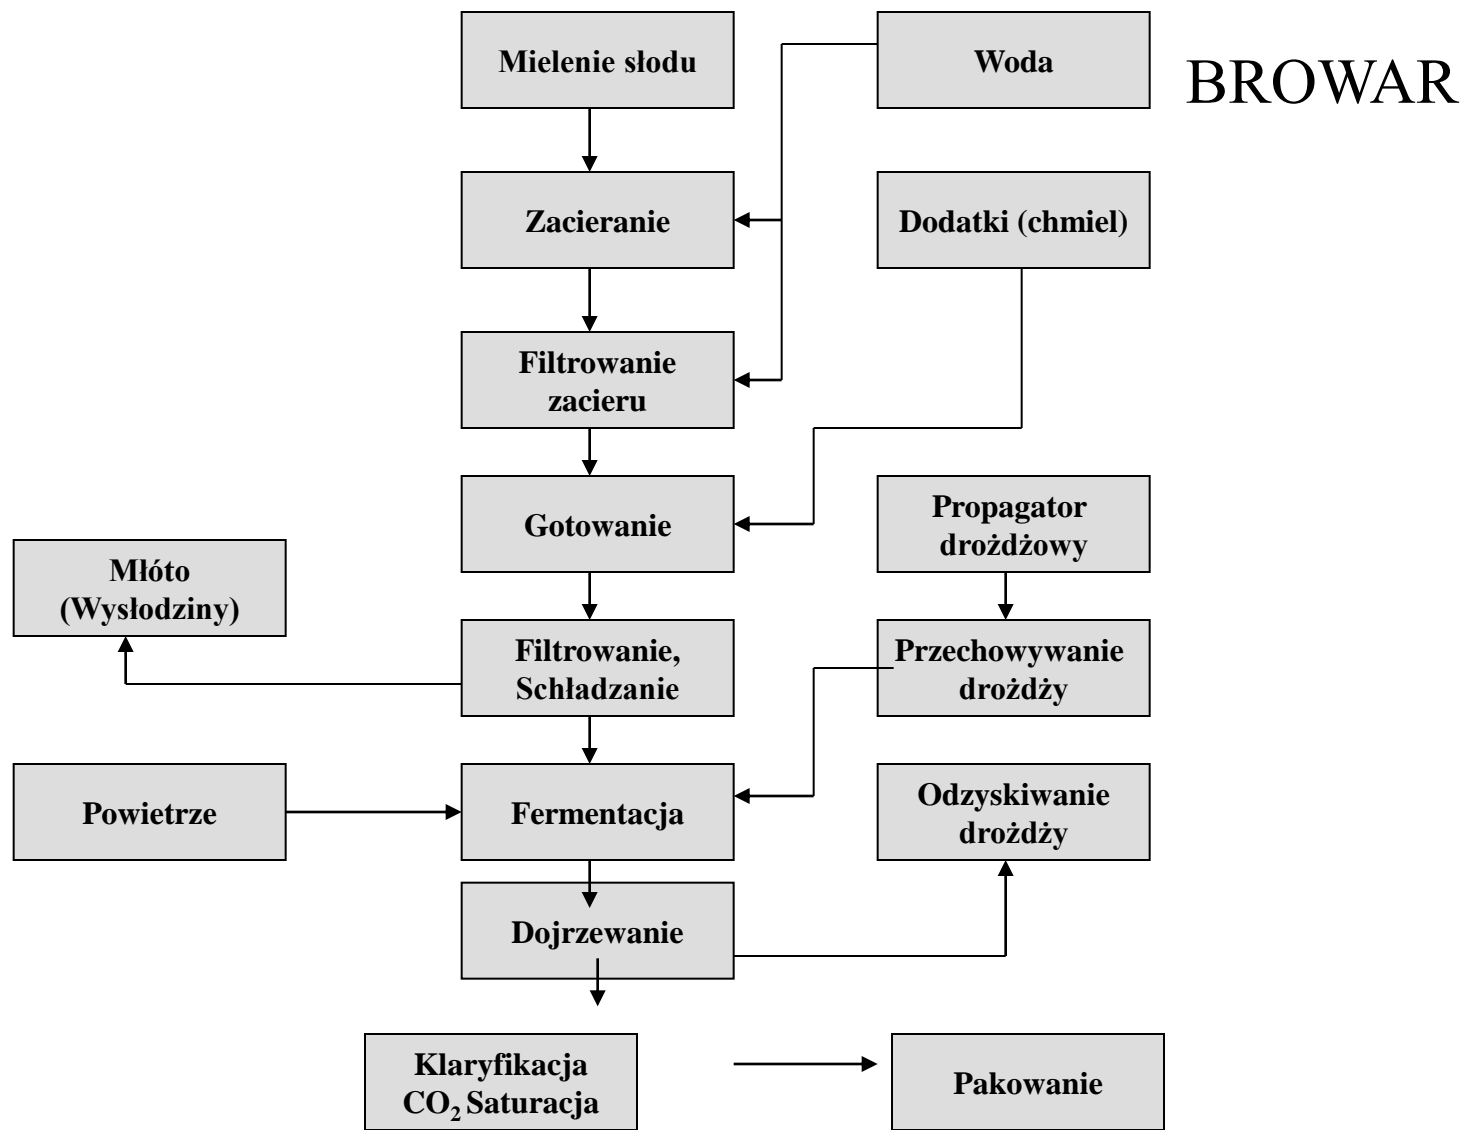 Mielenie słodu
Woda
BROWAR
Zacieranie
Dodatki (chmiel)
Filtrowanie
zacieru
Gotowanie
Propagator
drożdżowy
Młóto
(Wysłodziny)
Filtrowanie,
Schładzanie
Przechowywanie
drożdży
Powietrze
Fermentacja
Odzyskiwanie
drożdży
Dojrzewanie
Klaryfikacja
CO₂ Saturacja
Pakowanie